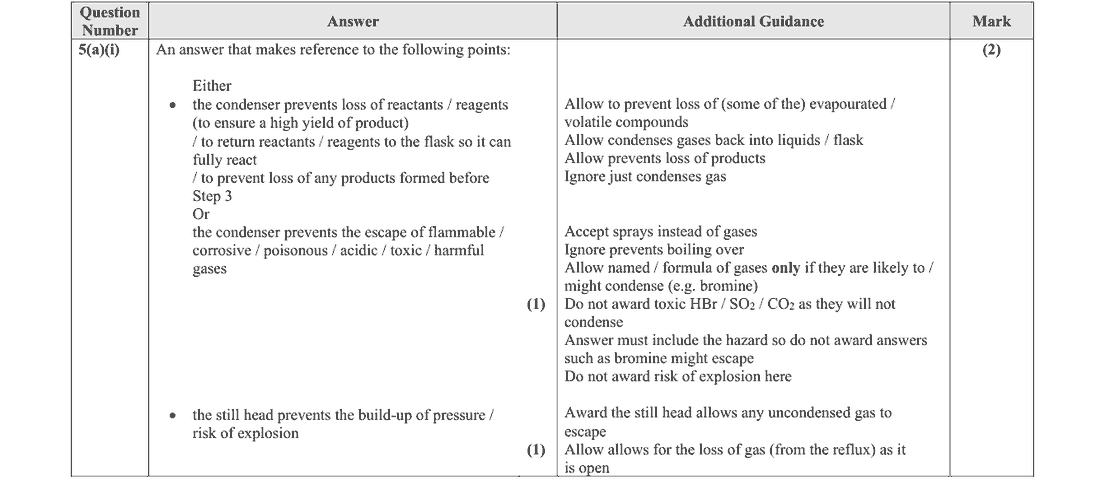 Question Number
Answer
Additional Guidance
Mark
5(a)(i)
An answer that makes reference to the following points:
(2)
Either
• the condenser prevents loss of reactants / reagents
(to ensure a high yield of product)
/ to return reactants / reagents to the flask so it can
fully react
/ to prevent loss of any products formed before
Step 3
Or
the condenser prevents the escape of flammable /
corrosive / poisonous / acidic / toxic / harmful
gases
(1)
Allow to prevent loss of (some of the) evapourated /
volatile compounds
Allow condenses gases back into liquids / flask
Allow prevents loss of products
Ignore just condenses gas
Accept sprays instead of gases
Ignore prevents boiling over
Allow named / formula of gases only if they are likely to /
might condense (e.g. bromine)
Do not award toxic HBr / SO₂ / CO₂ as they will not
condense
Answer must include the hazard so do not award answers
such as bromine might escape
Do not award risk of explosion here
• the still head prevents the build-up of pressure /
risk of explosion
(1)
Award the still head allows any uncondensed gas to
escape
Allow allows for the loss of gas (from the reflux) as it
is open